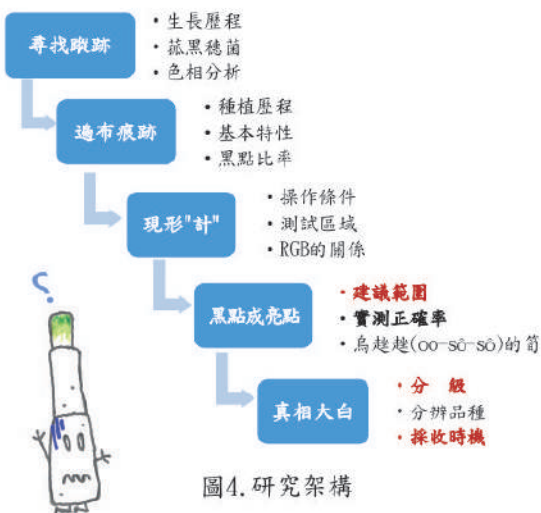 尋找蹤跡
・生長歷程
・菰黑穗菌
・色相分析
遍布痕跡
・種植歷程
・基本特性
・黑點比率
現形"計"
・操作條件
・測試區域
・RGB的關係
黑點成亮點
・建議範圍
・實測正確率
・烏趖趖(oo-sô-sô)的筍
真相大白
・分 級
・分辨品種
・採收時機
?
圖4.研究架構